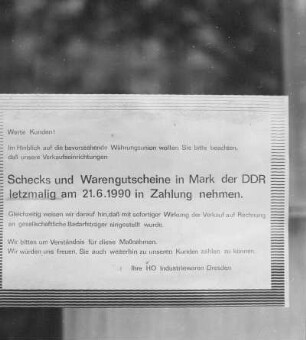 Werte Kunden!
Im Hinblick auf die bevorstehende Währungsunion wollen Sie bitte beachten,
daß unsere Verkaufseinrichtungen
Schecks und Warengutscheine in Mark der DDR
letzmalig am 21.6.1990 in Zahlung nehmen.
Gleichzeitig weisen wir darauf hin, daß mit sofortiger Wirkung der Verkauf auf Rechnung
an gesellschaftliche Bedarfsträger eingestellt wurde.
Wir bitten um Verständnis für diese Maßnahmen.
Wir würden uns freuen, Sie auch weiterhin zu unseren Kunden zählen zu können.
Ihre HO Industriewaren Dresden